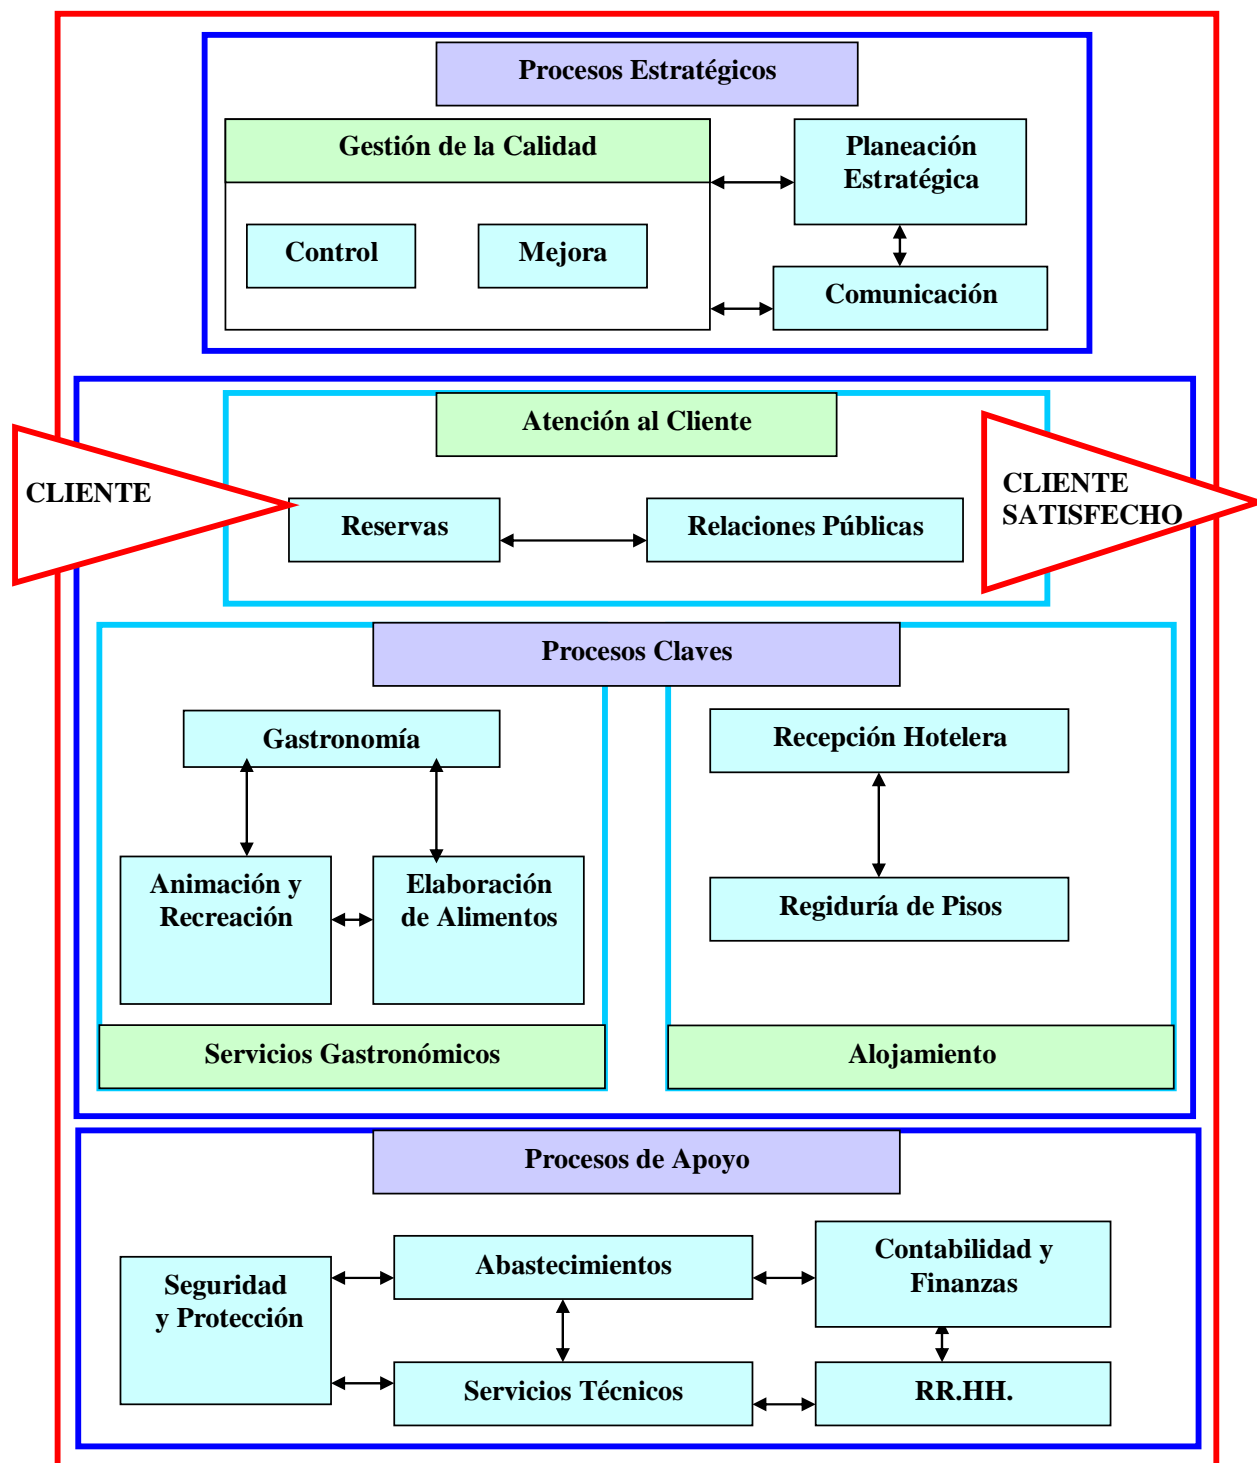 Procesos Estratégicos
Gestión de la Calidad
Planeación
Estratégica
Control
Mejora
Comunicación
Atención al Cliente
CLIENTE
Reservas
Relaciones Públicas
CLIENTE
SATISFECHO
Procesos Claves
Gastronomía
Animación y
Recreación
Elaboración
de Alimentos
Servicios Gastronómicos
Recepción Hotelera
Regiduría de Pisos
Alojamiento
Procesos de Apoyo
Seguridad
y Protección
Abastecimientos
Contabilidad y
Finanzas
Servicios Técnicos
RR.HH.